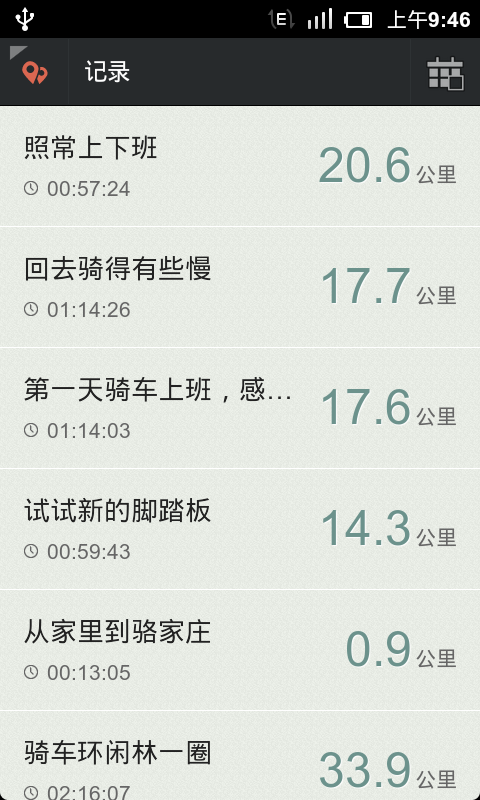 E 上午9:46
记录
照常上下班
00:57:24
20.6公里
回去骑得有些慢
01:14:26
17.7公里
第一天骑车上班，感...
01:14:03
17.6公里
试试新的脚踏板
00:59:43
14.3公里
从家里到骆家庄
00:13:05
0.9公里
骑车环闲林一圈
02:16:07
33.9公里